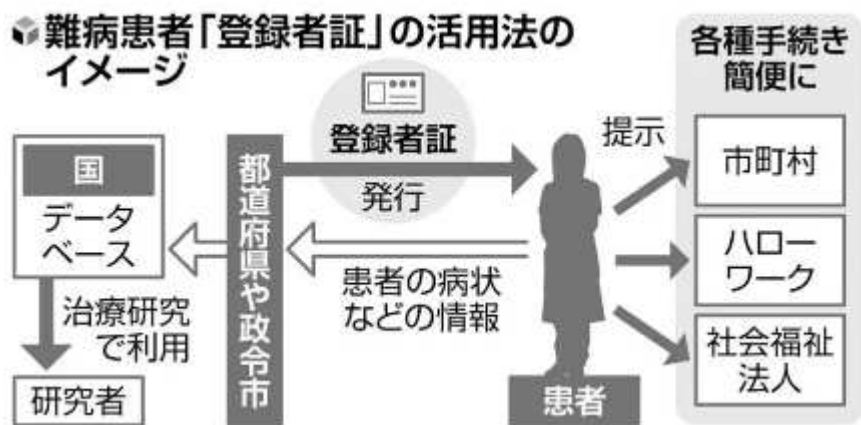 難病患者「登録者証」の活用法の
イメージ
各種手続き
簡便に
登録者証
発行
提示
市町村
ハロー
ワーク
社会福祉
法人
国
データ
ベース
都道府県や政令市
患者の病状
などの情報
治療研究
で利用
研究者
患者